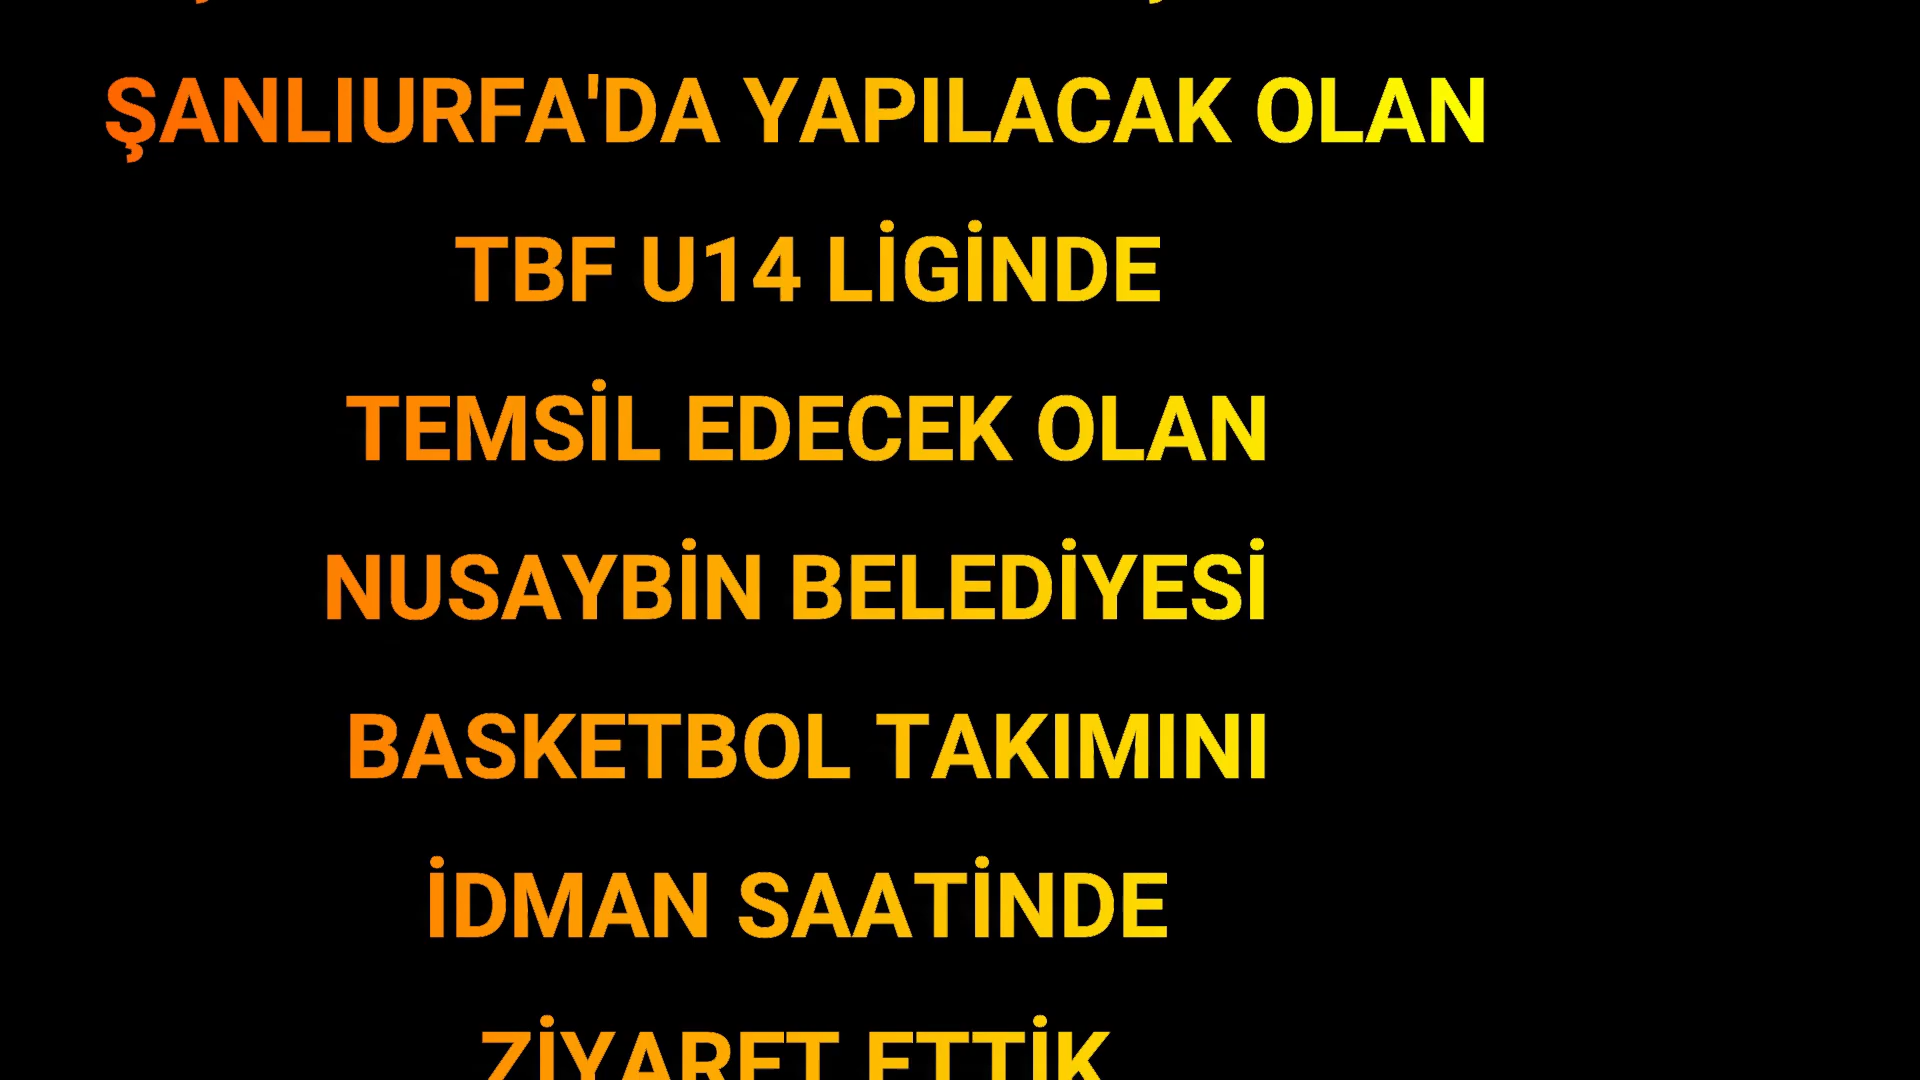 ŞANLIURFA'DA YAPILACAK OLAN
TBF U14 LİGİNDE
TEMSİL EDECEK OLAN
NUSAYBİN BELEDİYESİ
BASKETBOL TAKIMINI
İDMAN SAATİNDE
ZİYARET ETTİK